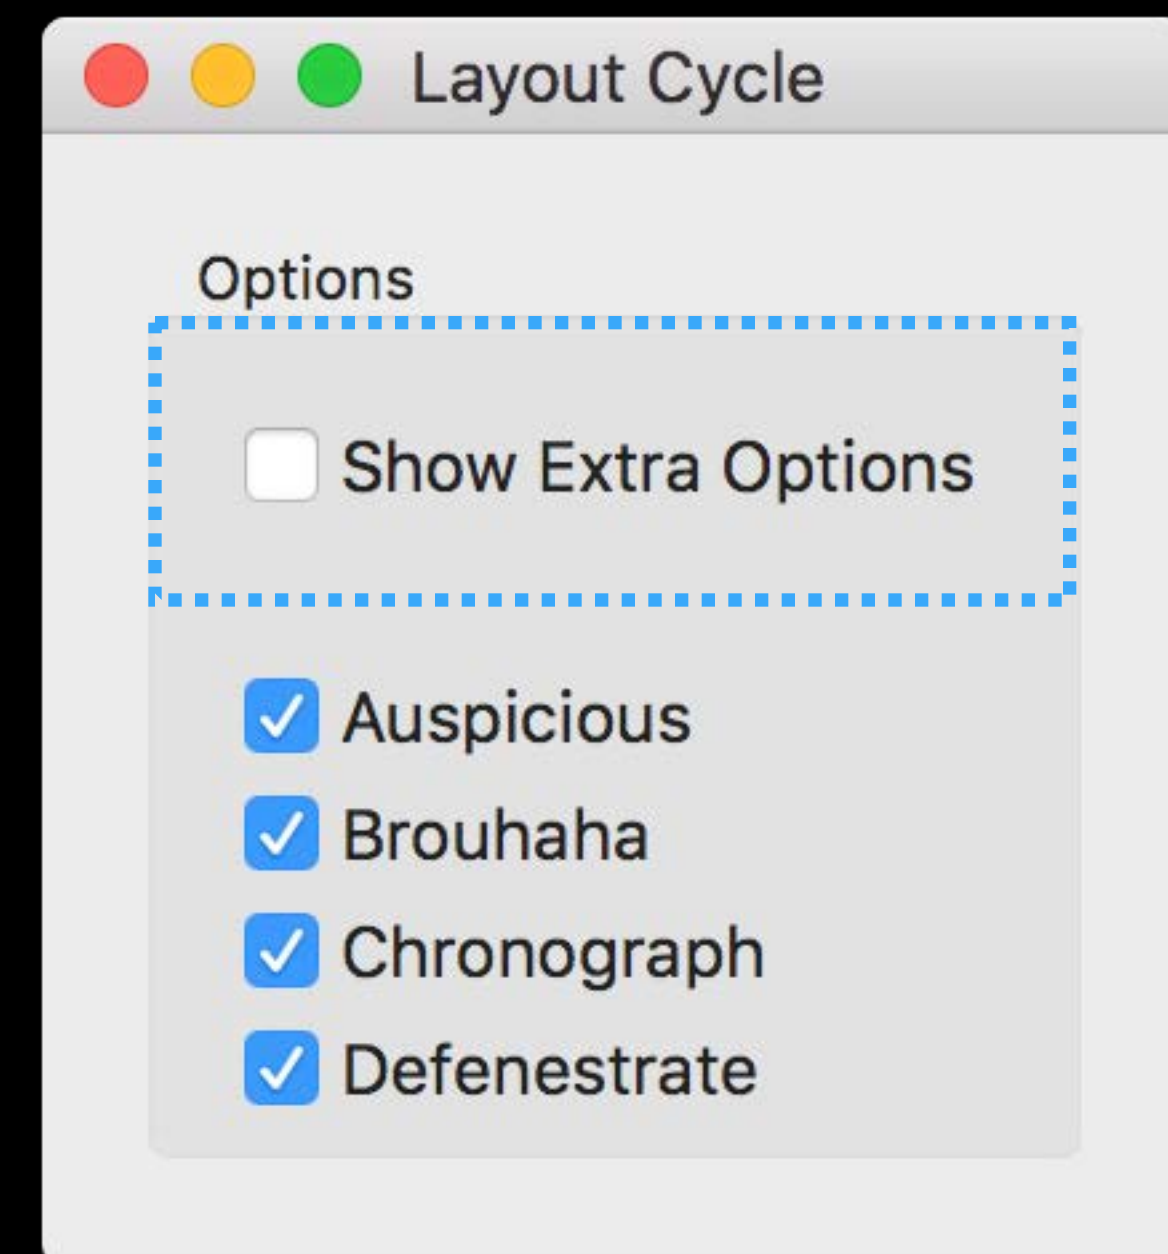 Layout Cycle
Options
Show Extra Options
Auspicious
Brouhaha
Chronograph
Defenestrate